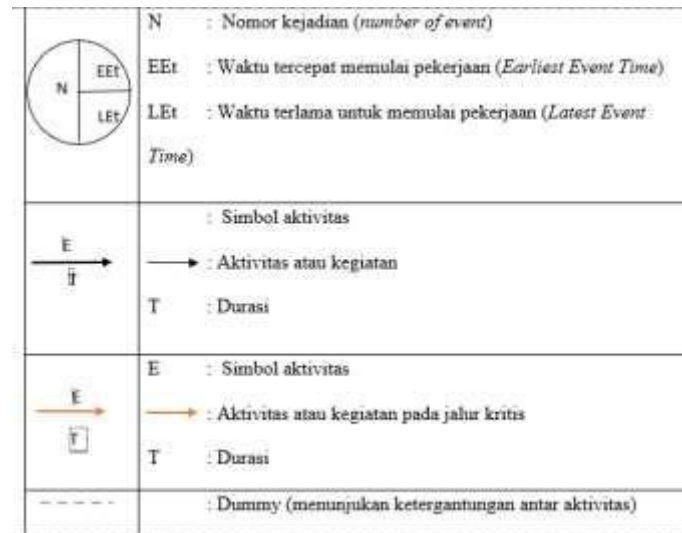 N : Nomor kejadian (number of event)
N EEt LEt
EEt : Waktu tercepat memulai pekerjaan (Earliest Event Time)
LEt : Waktu terlama untuk memulai pekerjaan (Latest Event
Time)
: Simbol aktivitas
E
T
: Aktivitas atau kegiatan
T : Durasi
E : Simbol aktivitas
E
T
: Aktivitas atau kegiatan pada jalur kritis
T : Durasi
: Dummy (menunjukan ketergantungan antar aktivitas)